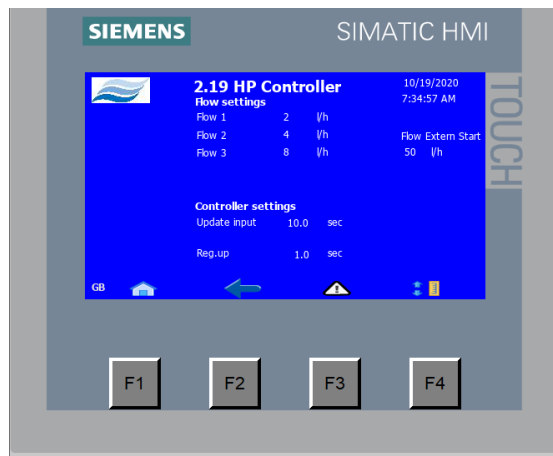 SIEMENS SIMATIC HMI
TOUCH
2.19 HP Controller 10/19/2020
Flow settings 7:34:57 AM
Flow 1 2 l/h
Flow 2 4 l/h Flow Extern Start
Flow 3 8 l/h 50 l/h
Controller settings
Update input 10.0 sec
Reg.up 1.0 sec
GB
F1 F2 F3 F4